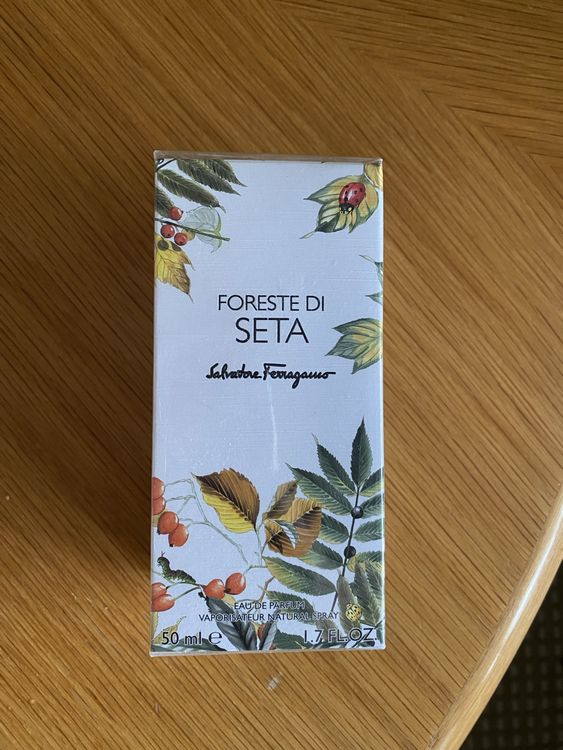 FORESTE DI
SETA
Salvatore Ferragamo
EAU DE PARFUM
VAPORISATEUR NATURAL SPRAY
50 ml ℮ 1.7 FL.OZ.